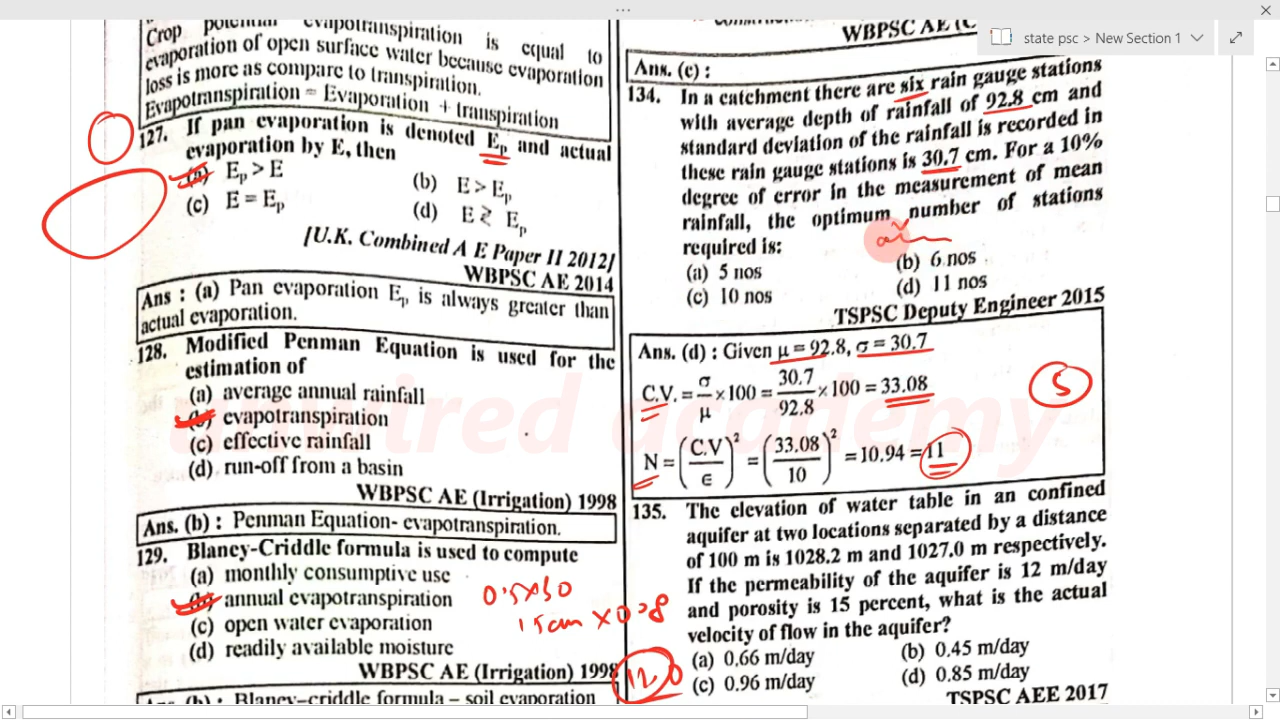 state psc > New Section 1
Crop potential evapotranspiration is equal to
evaporation of open surface water because evaporation
loss is more as compare to transpiration.
Evapotranspiration = Evaporation + transpiration
127. If pan evaporation is denoted Ep and actual
evaporation by E, then
(a) Ep > E
(b) E > Ep
(c) E = Ep
(d) E ≷ Ep
[U.K. Combined A E Paper II 2012]
WBPSC AE 2014
Ans : (a) Pan evaporation Ep is always greater than
actual evaporation.
128. Modified Penman Equation is used for the
estimation of
(a) average annual rainfall
(b) evapotranspiration
(c) effective rainfall
(d) run-off from a basin
WBPSC AE (Irrigation) 1998
Ans. (b) : Penman Equation- evapotranspiration.
129. Blaney-Criddle formula is used to compute
(a) monthly consumptive use
(b) annual evapotranspiration
(c) open water evaporation
(d) readily available moisture
0.5×30
15cm × 0.8
WBPSC AE (Irrigation) 1998
120
Ans. (b) : Blaney–criddle formula – soil evaporation
WBPSC AE (C
Ans. (c) :
134. In a catchment there are six rain gauge stations
with average depth of rainfall of 92.8 cm and
standard deviation of the rainfall is recorded in
these rain gauge stations is 30.7 cm. For a 10%
degree of error in the measurement of mean
rainfall, the optimum number of stations
required is:
(a) 5 nos
(b) 6 nos
(c) 10 nos
(d) 11 nos
TSPSC Deputy Engineer 2015
Ans. (d) : Given μ = 92.8, σ = 30.7
C.V. = σ/μ ×100 = 30.7/92.8 ×100 = 33.08
5
N = (C.V/∈)² = (33.08/10)² = 10.94 = 11
135. The elevation of water table in an confined
aquifer at two locations separated by a distance
of 100 m is 1028.2 m and 1027.0 m respectively.
If the permeability of the aquifer is 12 m/day
and porosity is 15 percent, what is the actual
velocity of flow in the aquifer?
(a) 0.66 m/day
(b) 0.45 m/day
(c) 0.96 m/day
(d) 0.85 m/day
TSPSC AEE 2017